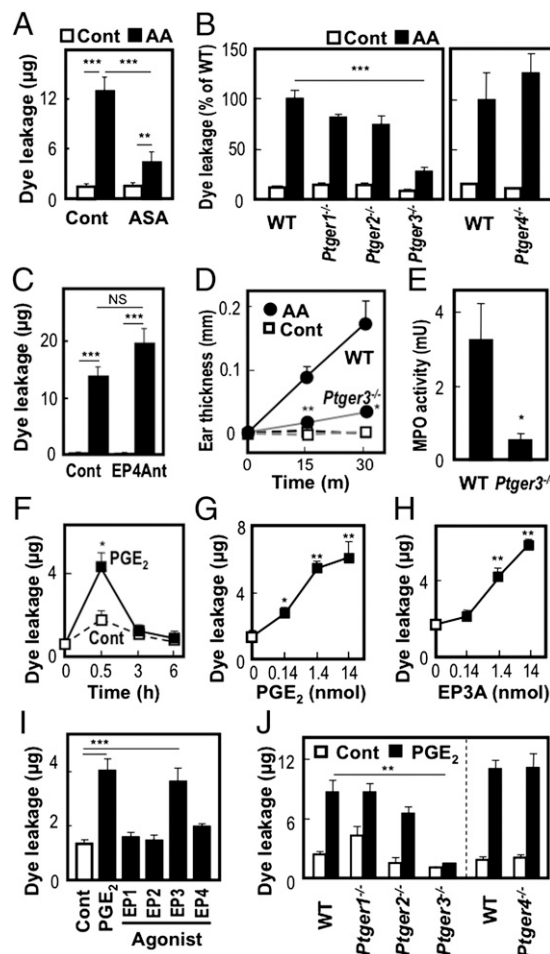 A
Cont AA
Dye leakage (µg)
12
6
0
***
***
**
Cont ASA
B
Cont AA
Dye leakage (% of WT)
150
100
50
0
***
WT Ptger1-/- Ptger2-/- Ptger3-/- WT Ptger4-/-
C
Dye leakage (µg)
20
10
0
NS
***
***
Cont EP4Ant
D
Ear thickness (mm)
0.2
0.1
0
AA
Cont
WT
Ptger3-/-
**
*
0 15 30
Time (m)
E
MPO activity (mU)
4
2
0
*
WT Ptger3-/-
F
Dye leakage (µg)
4
2
0
*
PGE2
Cont
0 0.5 3 6
Time (h)
G
Dye leakage (µg)
8
4
0
*
**
**
0 0.14 1.4 14
PGE2 (nmol)
H
Dye leakage (µg)
6
3
0
**
**
0 0.14 1.4 14
EP3A (nmol)
I
Dye leakage (µg)
4
2
0
***
Cont PGE2 EP1 EP2 EP3 EP4
Agonist
J
Cont PGE2
Dye leakage (µg)
12
6
0
**
WT Ptger1-/- Ptger2-/- Ptger3-/- WT Ptger4-/-